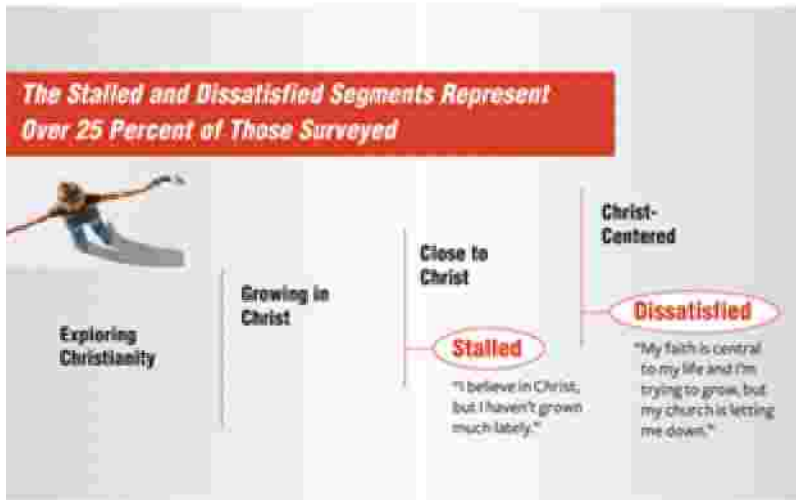 The Stalled and Dissatisfied Segments Represent
Over 25 Percent of Those Surveyed
Exploring
Christianity
Growing in
Christ
Close to
Christ
Stalled
"I believe in Christ,
but I haven't grown
much lately."
Christ-
Centered
Dissatisfied
"My faith is central
to my life and I'm
trying to grow, but
my church is letting
me down."